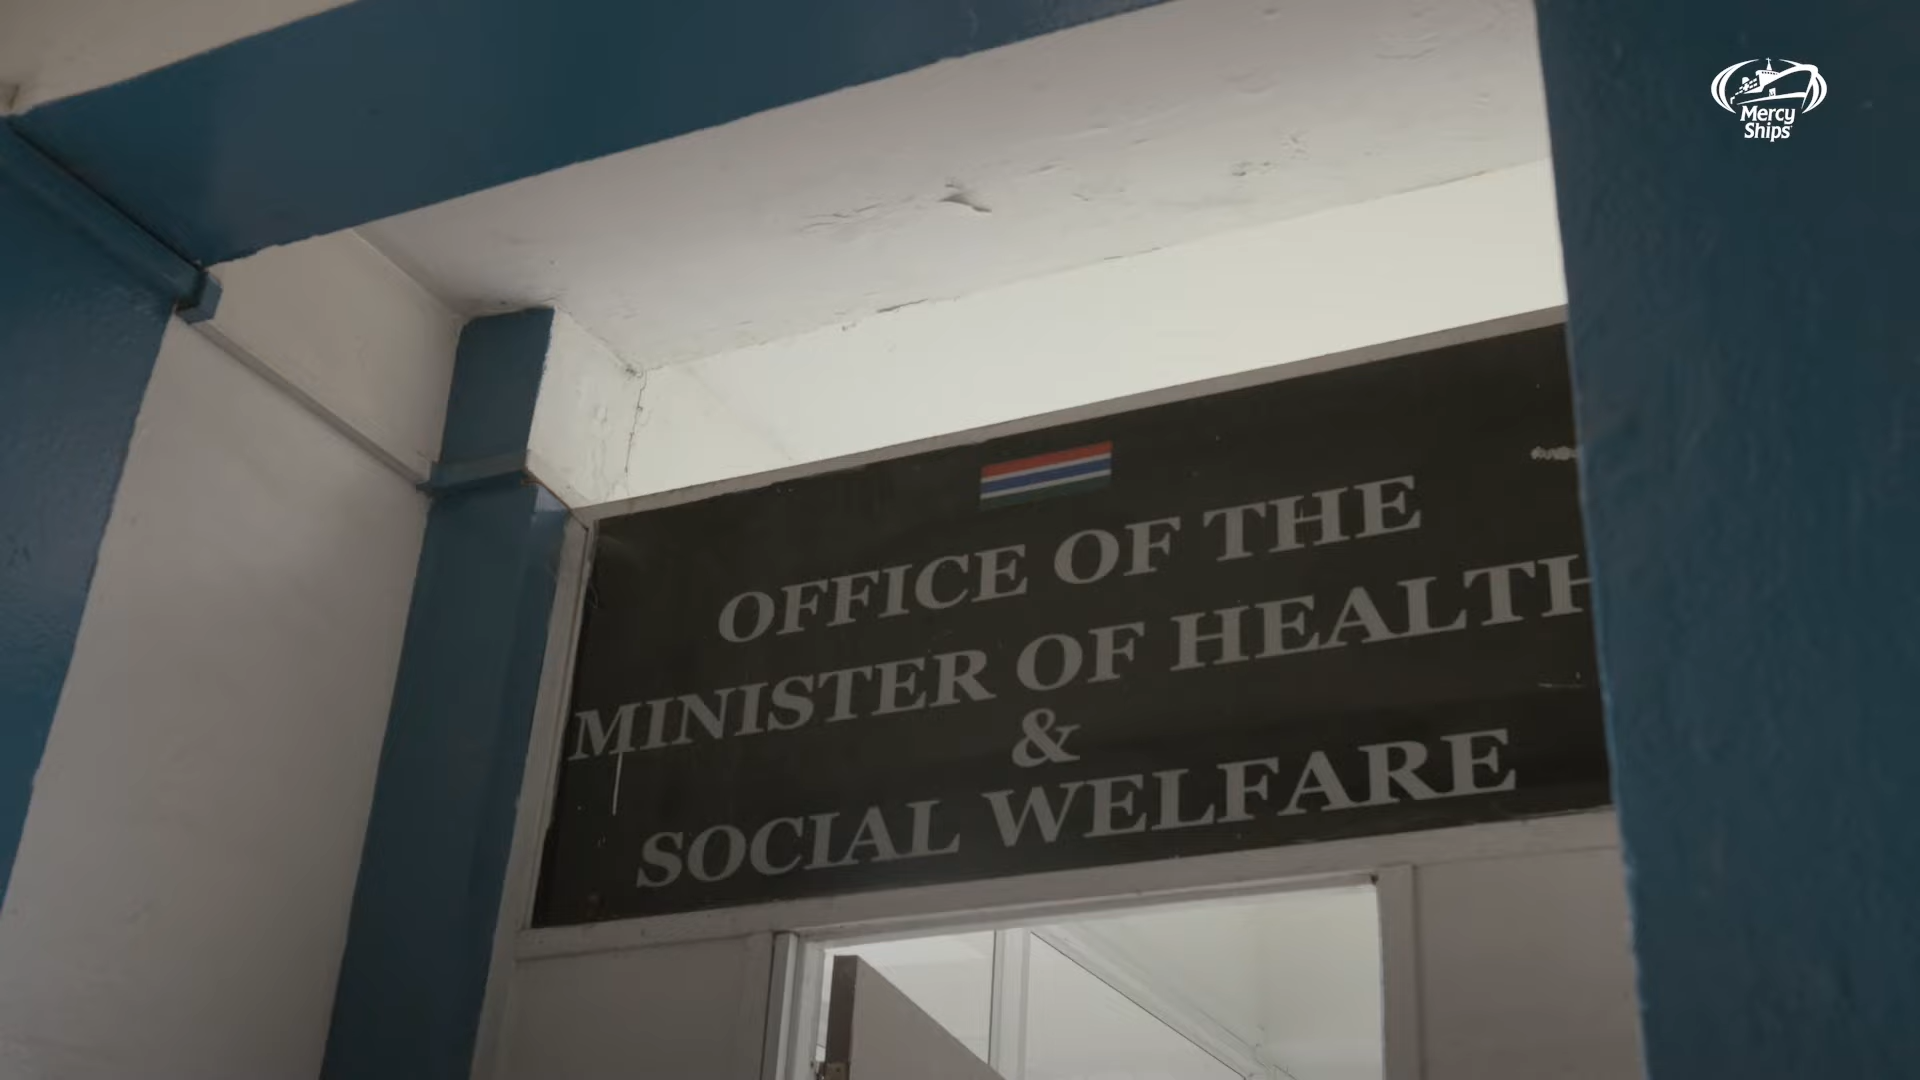 Mercy
Ships
OFFICE OF THE
MINISTER OF HEALTH
&
SOCIAL WELFARE